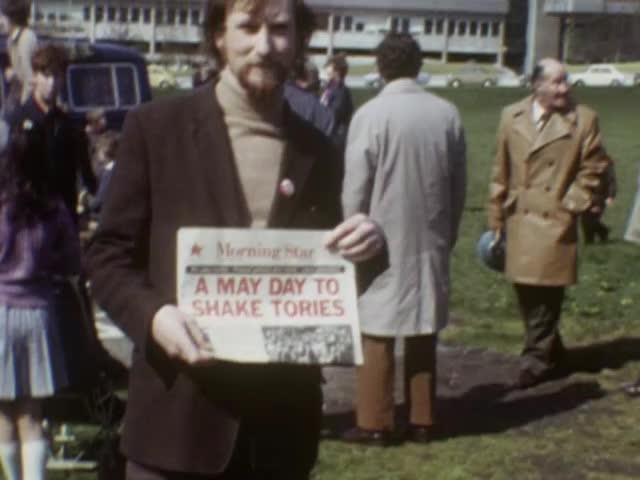 Morning Star
A MAY DAY TO
SHAKE TORIES